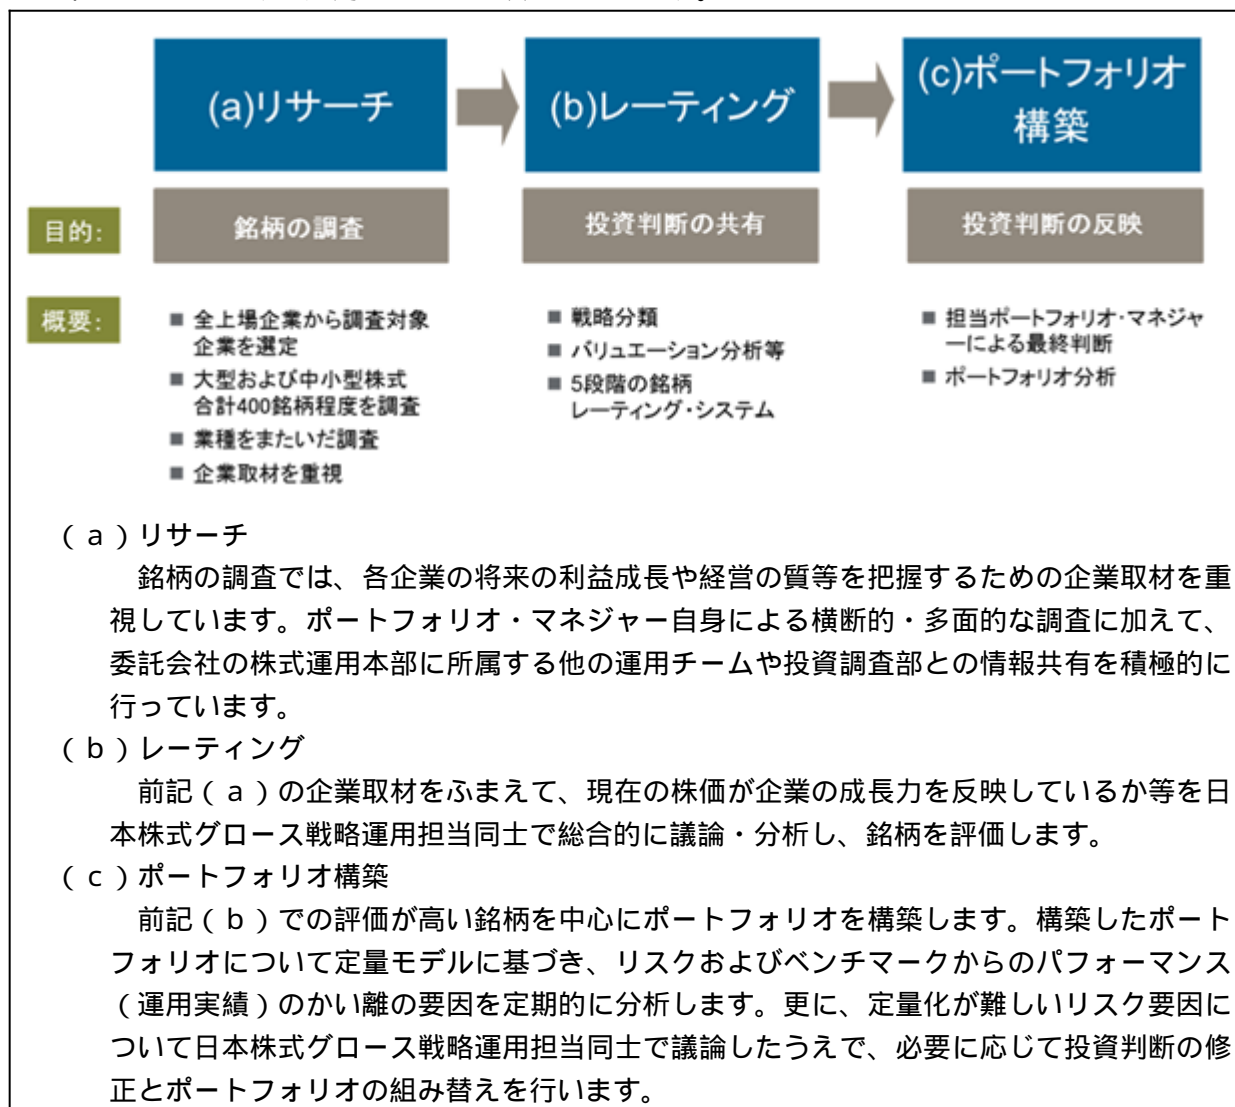 (a)リサーチ
(b)レーティング
(c)ポートフォリオ
構築
目的:
銘柄の調査
投資判断の共有
投資判断の反映
概要:
■ 全上場企業から調査対象
企業を選定
■ 大型および中小型株式
合計400銘柄程度を調査
■ 業種をまたいだ調査
■ 企業取材を重視
■ 戦略分類
■ バリュエーション分析等
■ 5段階の銘柄
レーティング・システム
■ 担当ポートフォリオ・マネジャ
ーによる最終判断
■ ポートフォリオ分析
(a)リサーチ
銘柄の調査では、各企業の将来の利益成長や経営の質等を把握するための企業取材を重
視しています。ポートフォリオ・マネジャー自身による横断的・多面的な調査に加えて、
委託会社の株式運用本部に所属する他の運用チームや投資調査部との情報共有を積極的に
行っています。
(b)レーティング
前記(a)の企業取材をふまえて、現在の株価が企業の成長力を反映しているか等を日
本株式グロース戦略運用担当同士で総合的に議論・分析し、銘柄を評価します。
(c)ポートフォリオ構築
前記(b)での評価が高い銘柄を中心にポートフォリオを構築します。構築したポート
フォリオについて定量モデルに基づき、リスクおよびベンチマークからのパフォーマンス
(運用実績)のかい離の要因を定期的に分析します。更に、定量化が難しいリスク要因に
ついて日本株式グロース戦略運用担当同士で議論したうえで、必要に応じて投資判断の修
正とポートフォリオの組み替えを行います。